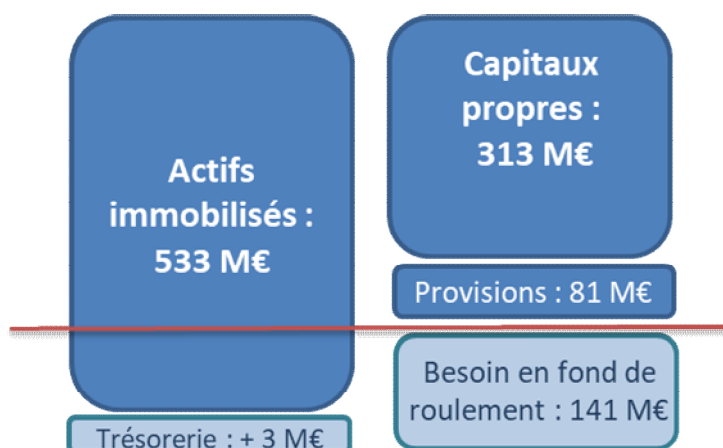 Actifs
immobilisés :
533 M€
Trésorerie : + 3 M€
Capitaux
propres :
313 M€
Provisions : 81 M€
Besoin en fond de
roulement : 141 M€